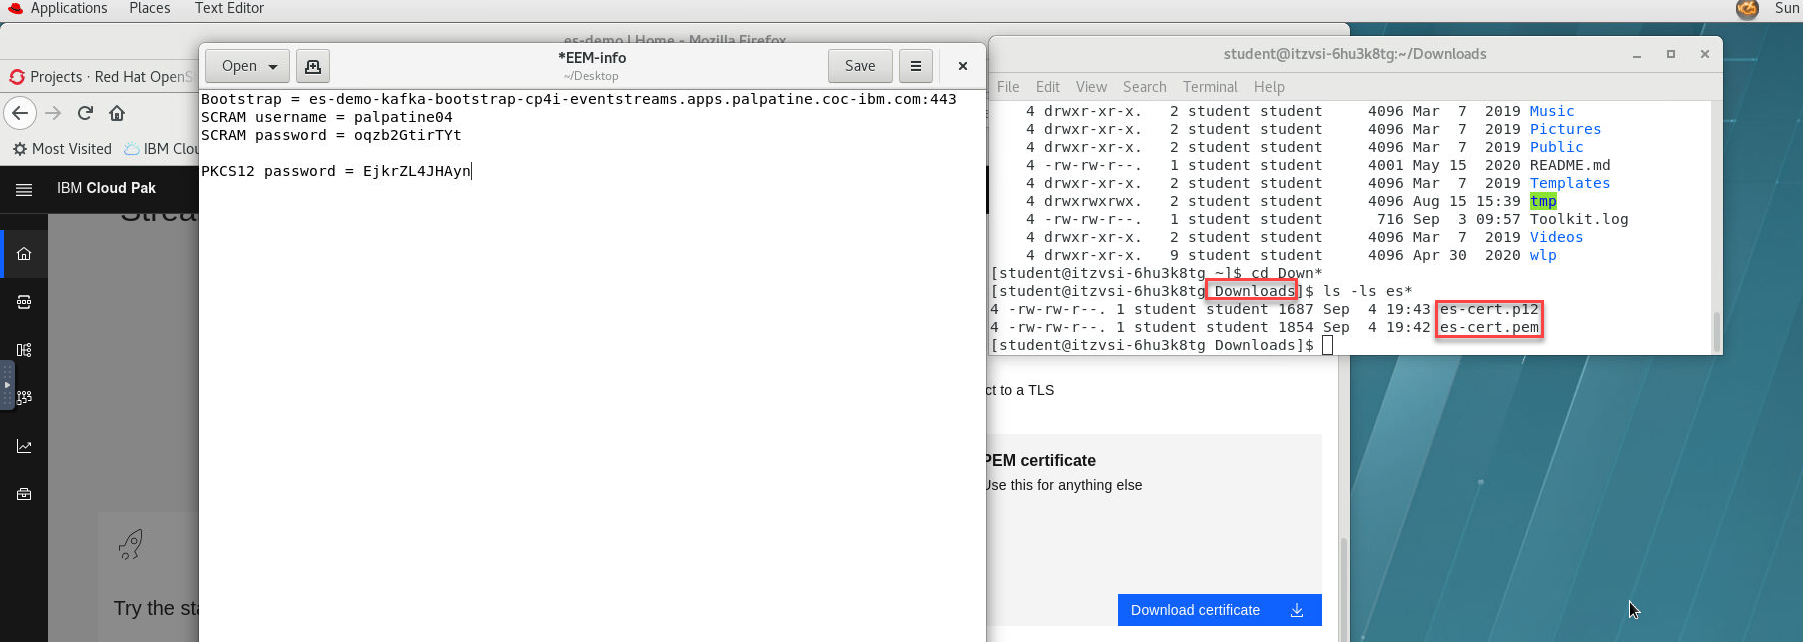 Applications Places Text Editor Sun
es-demo | Home - Mozilla Firefox
Projects · Red Hat OpenS
Most Visited IBM Clou
IBM Cloud Pak
Open
*EEM-info
~/Desktop
Save
Bootstrap = es-demo-kafka-bootstrap-cp4i-eventstreams.apps.palpatine.coc-ibm.com:443
SCRAM username = palpatine04
SCRAM password = oqzb2GtirTYt
PKCS12 password = EjkrZL4JHAyn
student@itzvsi-6hu3k8tg:~/Downloads
File Edit View Search Terminal Help
4 drwxr-xr-x. 2 student student 4096 Mar 7 2019 Music
4 drwxr-xr-x. 2 student student 4096 Mar 7 2019 Pictures
4 drwxr-xr-x. 2 student student 4096 Mar 7 2019 Public
4 -rw-rw-r--. 1 student student 4001 May 15 2020 README.md
4 drwxr-xr-x. 2 student student 4096 Mar 7 2019 Templates
4 drwxrwxrwx. 2 student student 4096 Aug 15 15:39 tmp
4 -rw-rw-r--. 1 student student 716 Sep 3 09:57 Toolkit.log
4 drwxr-xr-x. 2 student student 4096 Mar 7 2019 Videos
4 drwxr-xr-x. 9 student student 4096 Apr 30 2020 wlp
[student@itzvsi-6hu3k8tg ~]$ cd Down*
[student@itzvsi-6hu3k8tg Downloads]$ ls -ls es*
4 -rw-rw-r--. 1 student student 1687 Sep 4 19:43 es-cert.p12
4 -rw-rw-r--. 1 student student 1854 Sep 4 19:42 es-cert.pem
[student@itzvsi-6hu3k8tg Downloads]$
ct to a TLS
PEM certificate
Use this for anything else
Download certificate
Try the sta